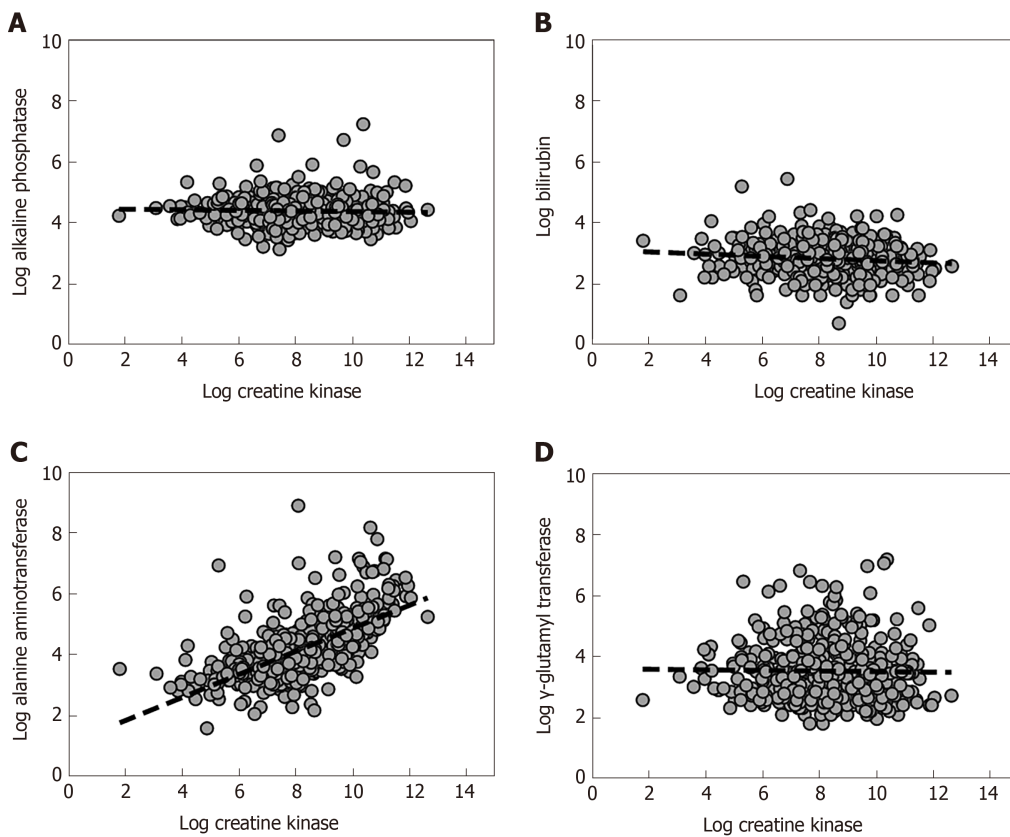 A
10
8
6
4
2
0
Log alkaline phosphatase
0 2 4 6 8 10 12 14
Log creatine kinase
B
10
8
6
4
2
0
Log bilirubin
0 2 4 6 8 10 12 14
Log creatine kinase
C
10
8
6
4
2
0
Log alanine aminotransferase
0 2 4 6 8 10 12 14
Log creatine kinase
D
10
8
6
4
2
0
Log γ-glutamyl transferase
0 2 4 6 8 10 12 14
Log creatine kinase